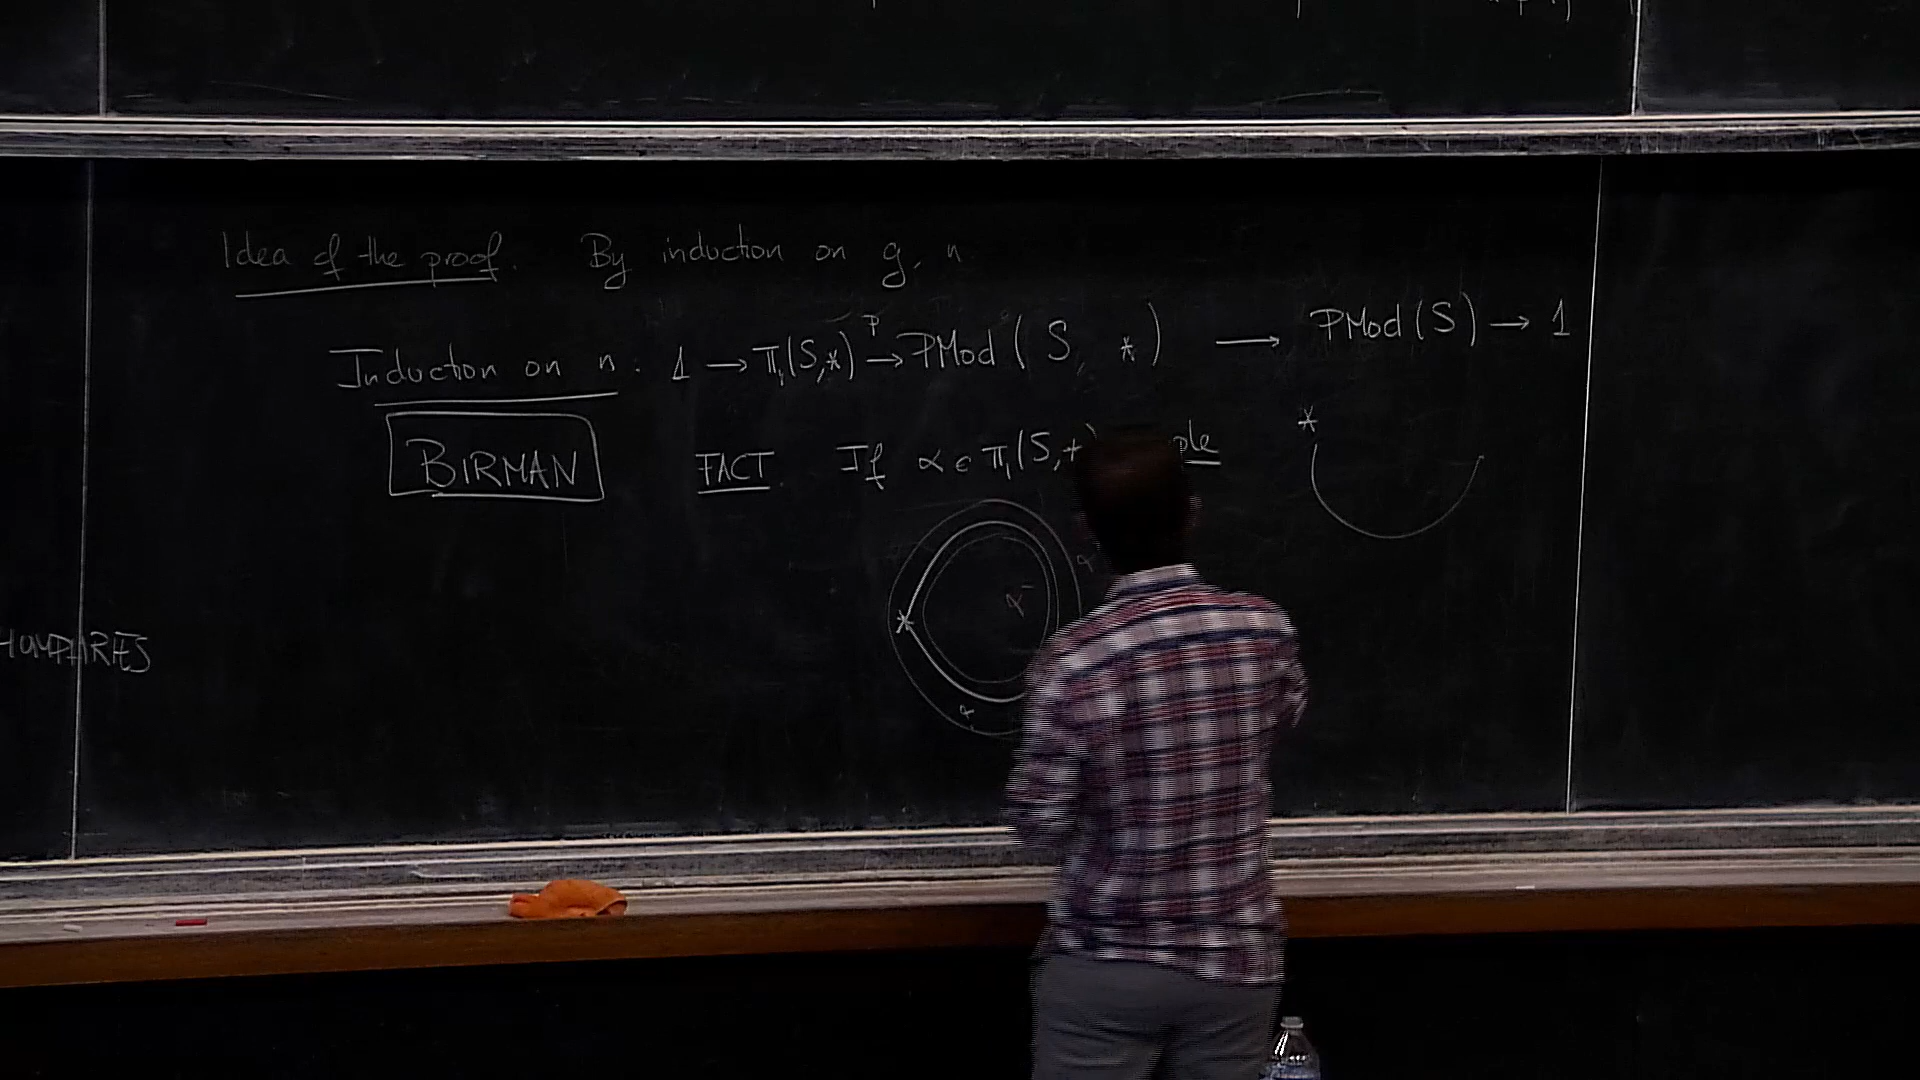 Idea of the proof. By induction on g, n
Induction on n: 1 → π₁(S,*) →ᴾ PMod(S, *) → PMod(S) → 1
BIRMAN
FACT. If α ∈ π₁(S,*)
*
α
α⁻
*
α
HUMPHRIES